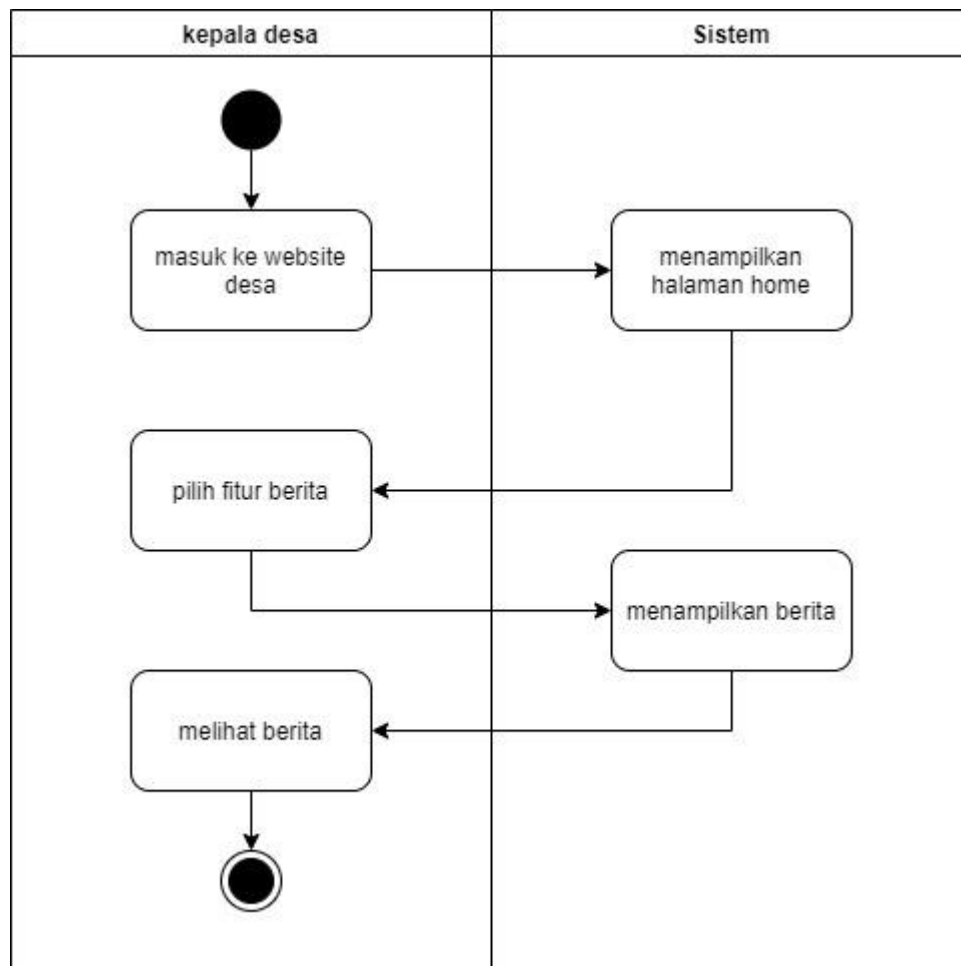 kepala desa
Sistem
masuk ke website
desa
menampilkan
halaman home
pilih fitur berita
menampilkan berita
melihat berita